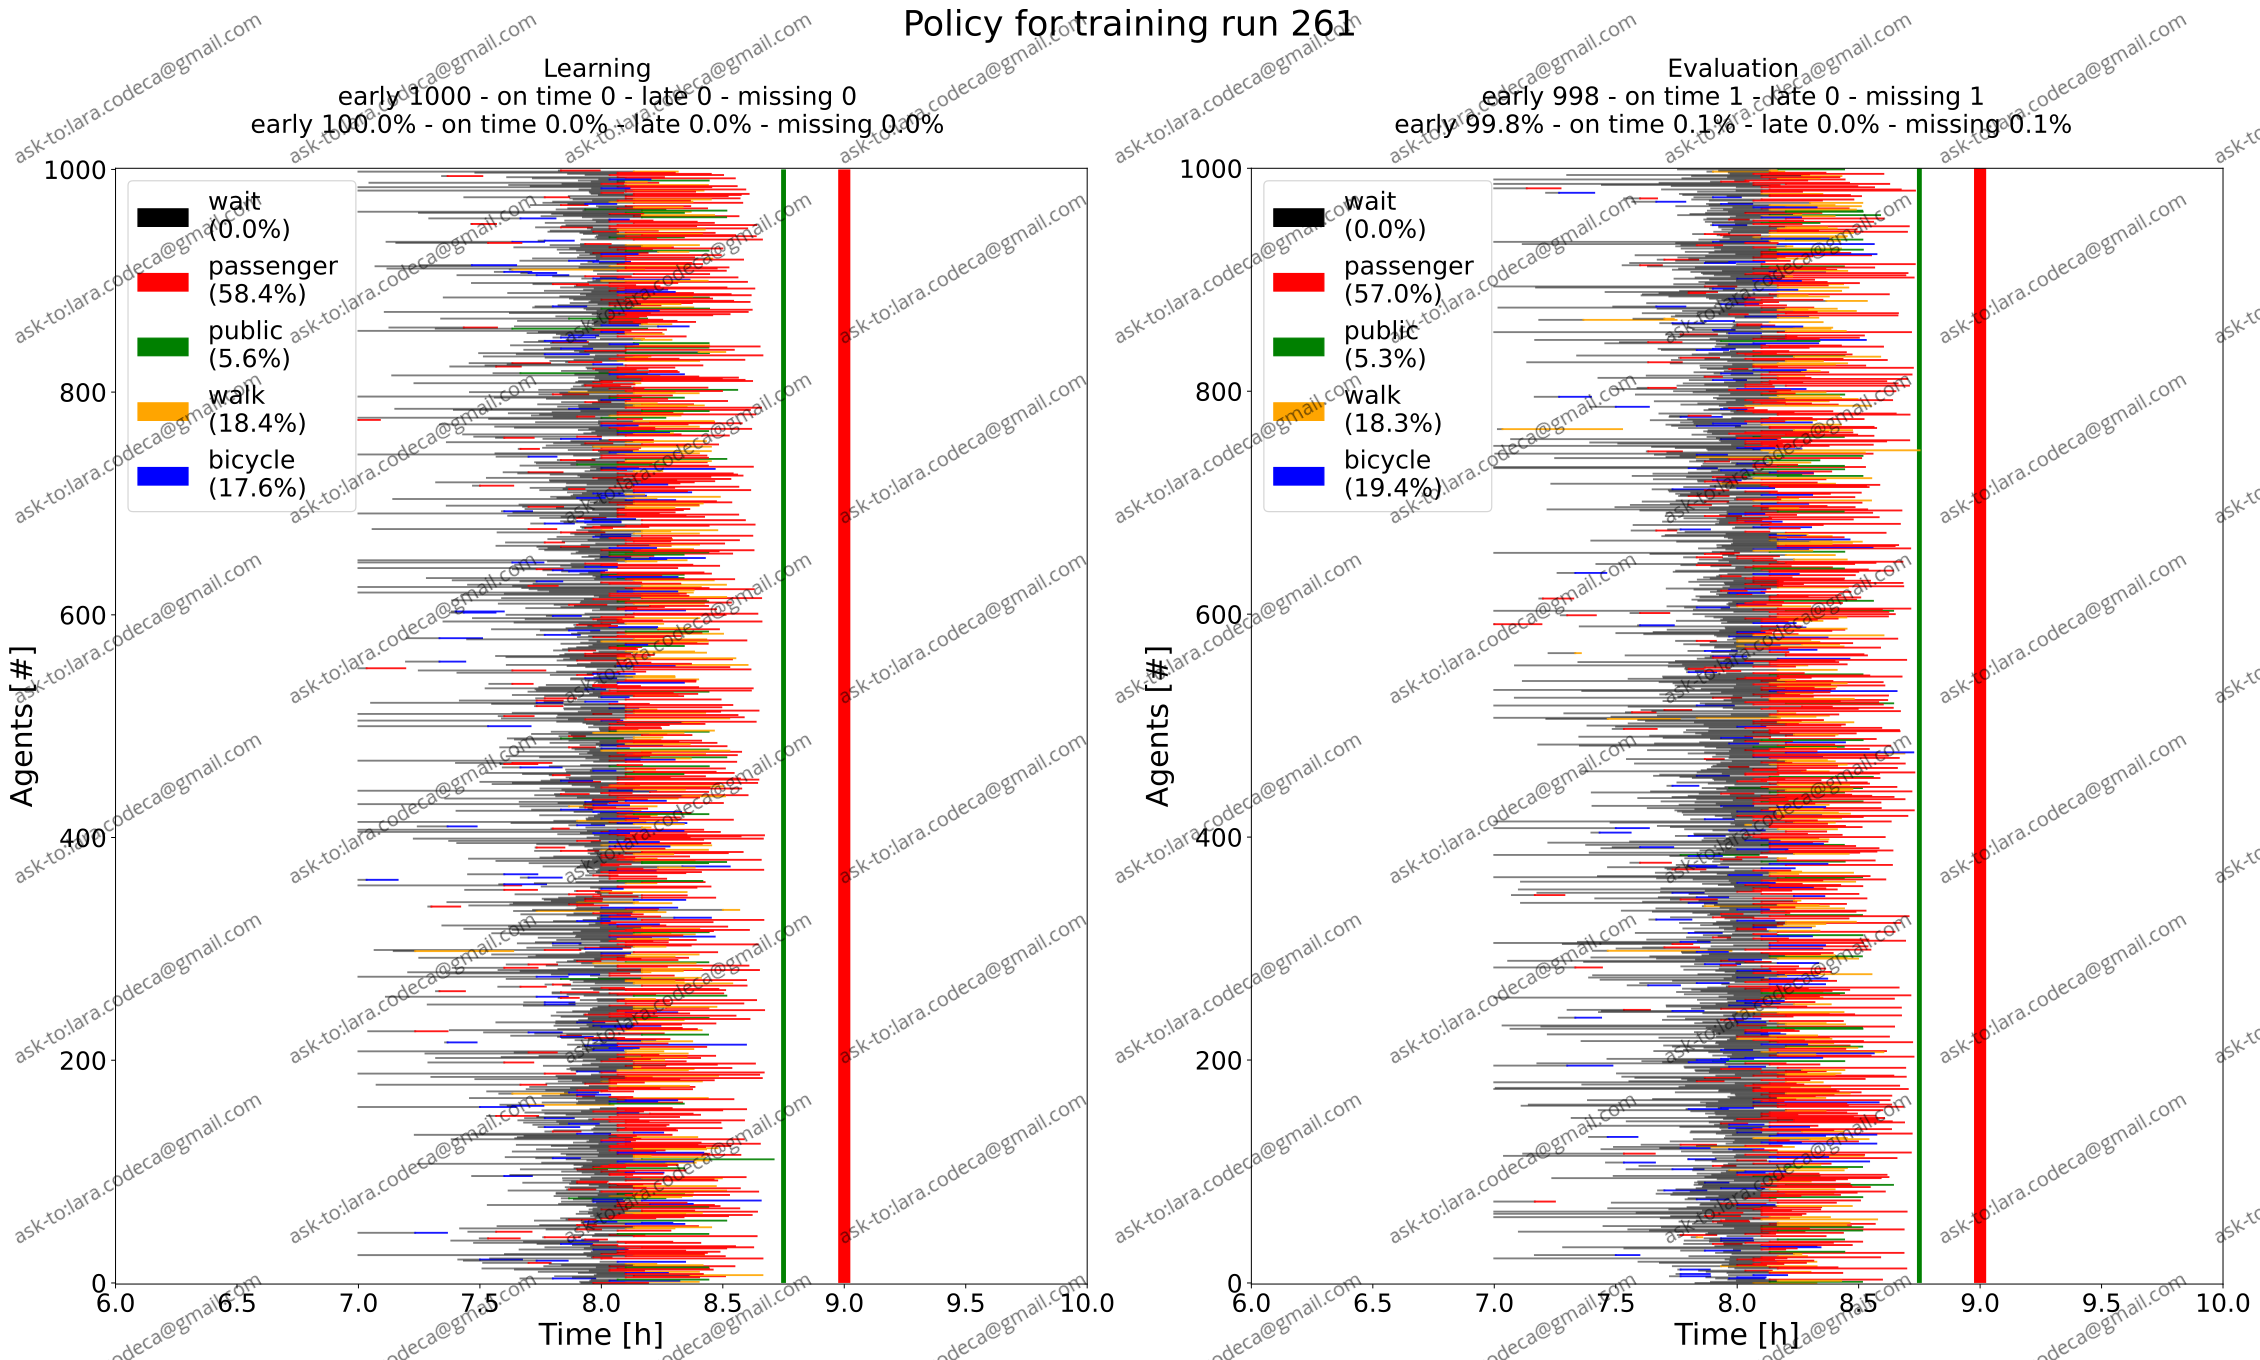 Policy for training run 261
Learning
early 1000 - on time 0 - late 0 - missing 0
early 100.0% - on time 0.0% - late 0.0% - missing 0.0%
1000
800
600
400
200
0
Agents [#]
wait
(0.0%)
passenger
(58.4%)
public
(5.6%)
walk
(18.4%)
bicycle
(17.6%)
6.0 6.5 7.0 7.5 8.0 8.5 9.0 9.5 10.0
Time [h]
Evaluation
early 998 - on time 1 - late 0 - missing 1
early 99.8% - on time 0.1% - late 0.0% - missing 0.1%
1000
800
600
400
200
0
Agents [#]
wait
(0.0%)
passenger
(57.0%)
public
(5.3%)
walk
(18.3%)
bicycle
(19.4%)
6.0 6.5 7.0 7.5 8.0 8.5 9.0 9.5 10.0
Time [h]
ask-to:lara.codeca@gmail.com